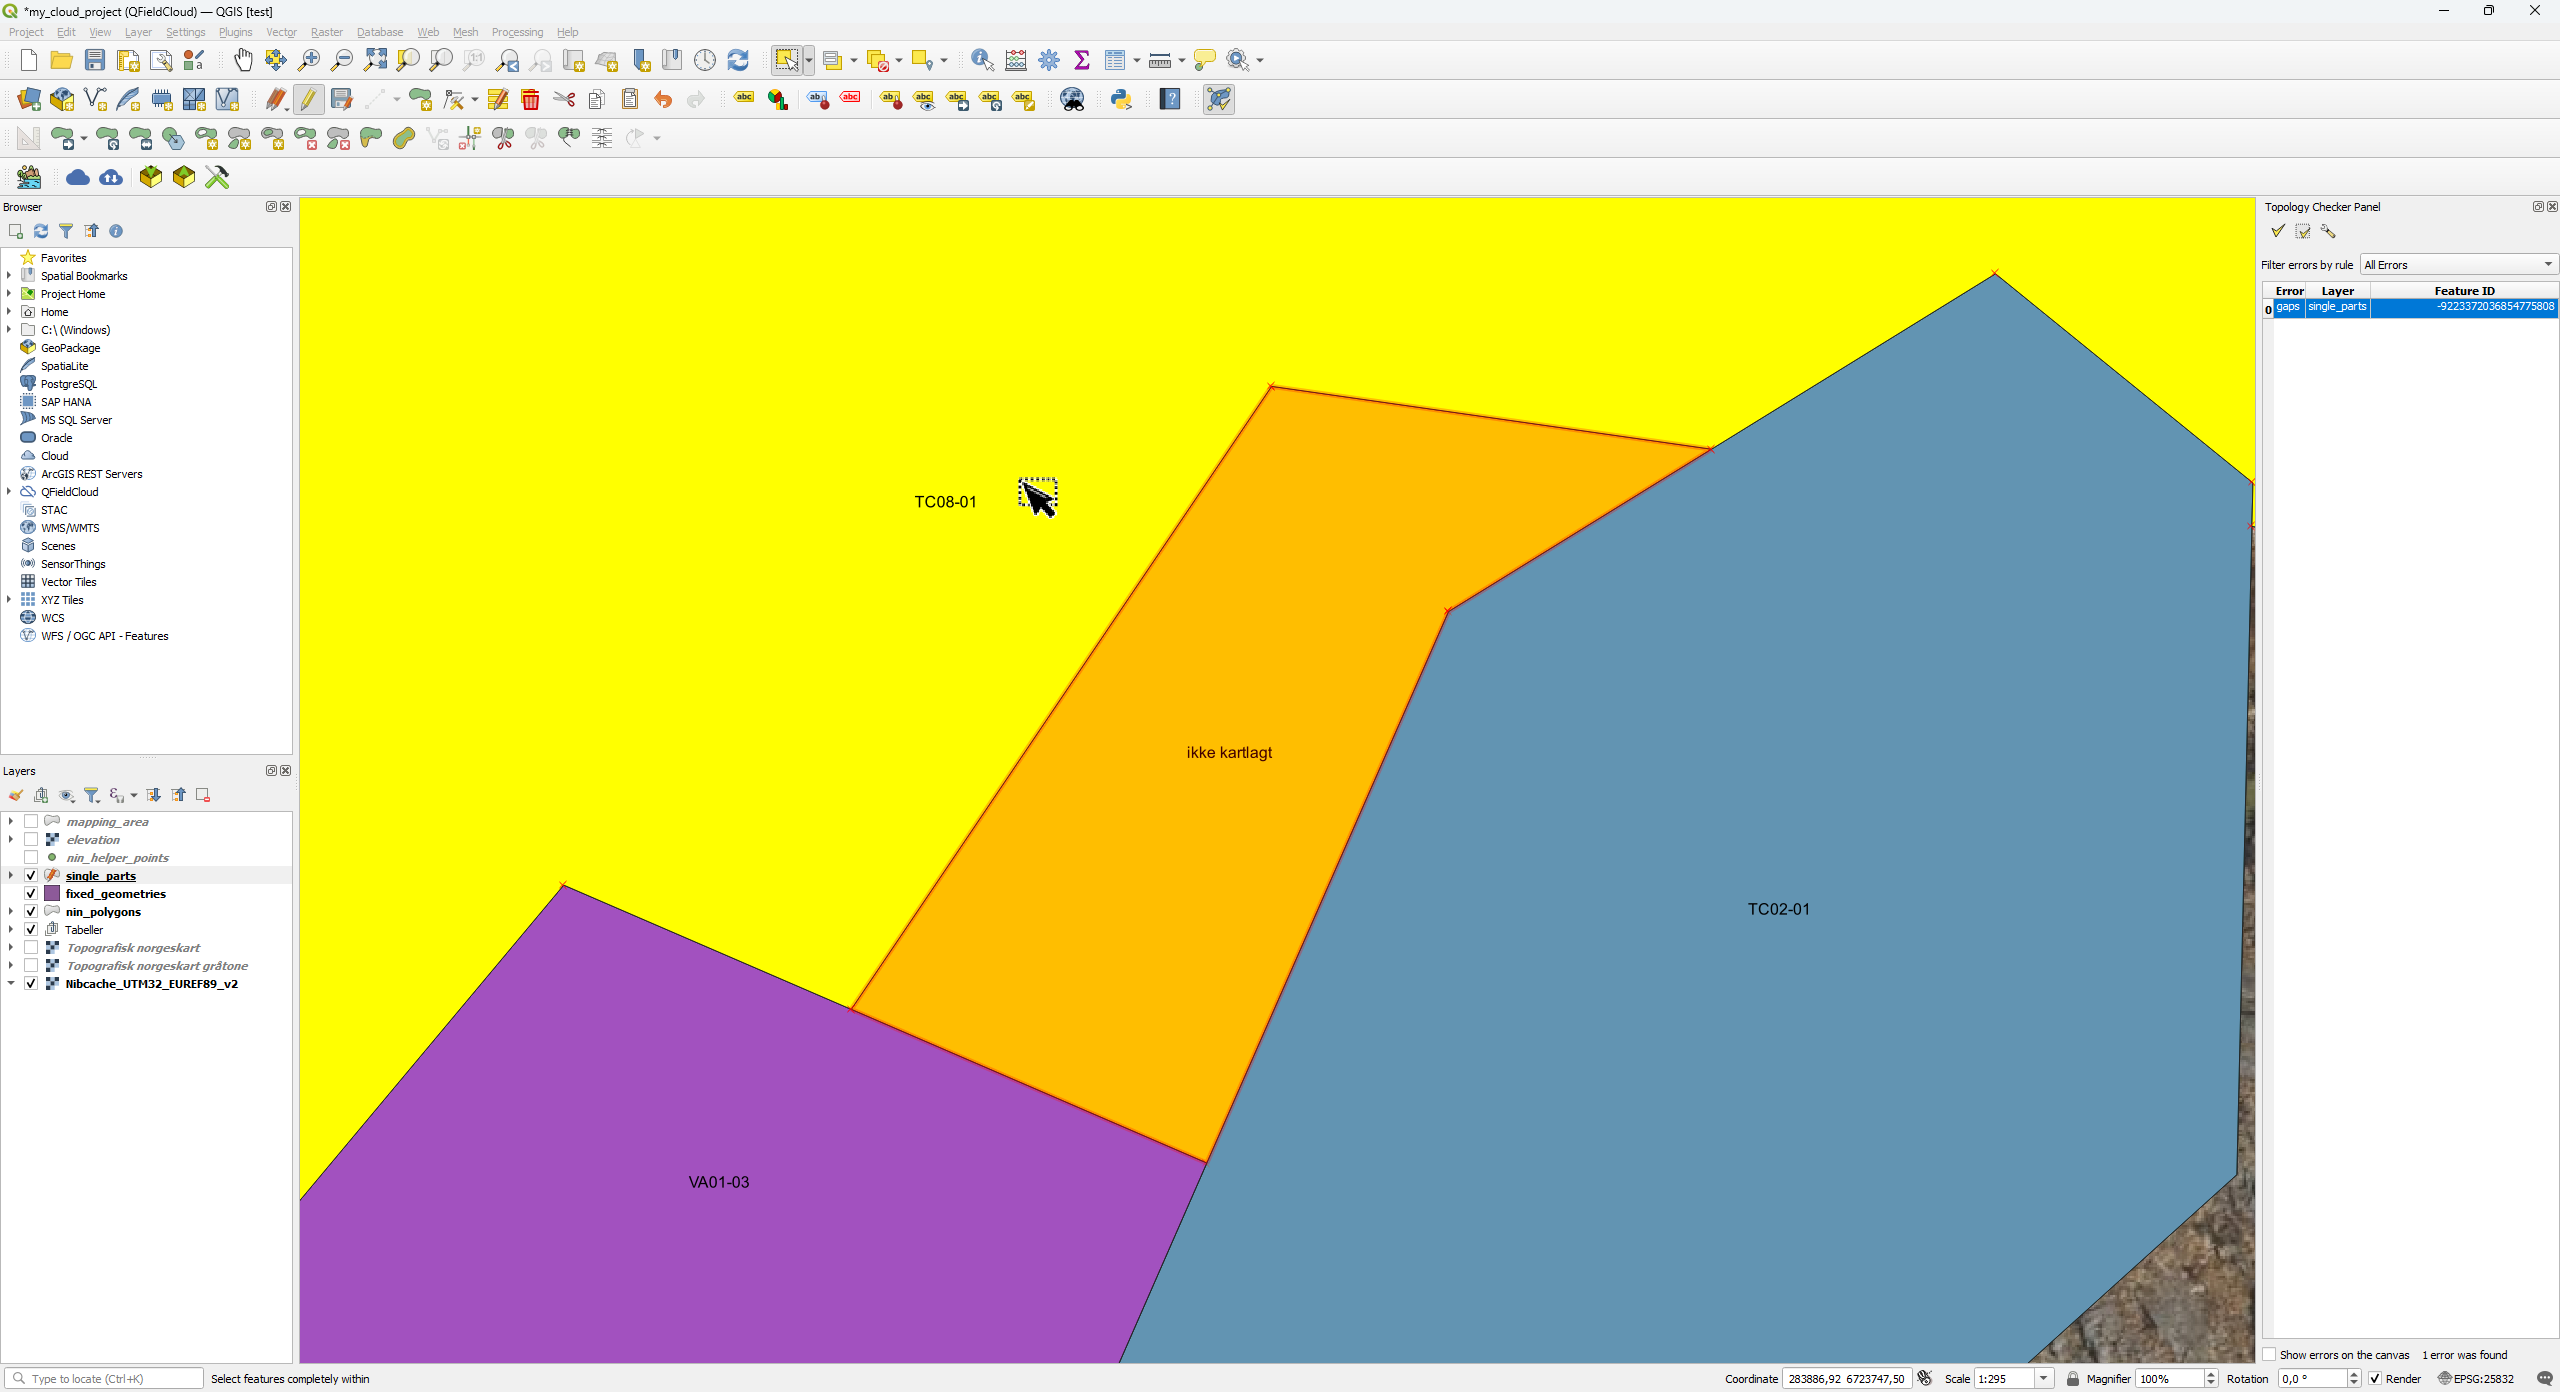 *my_cloud_project (QFieldCloud) — QGIS [test]
Project Edit View Layer Settings Plugins Vector Raster Database Web Mesh Processing Help
Browser
Favorites
Spatial Bookmarks
Project Home
Home
C:\ (Windows)
GeoPackage
SpatiaLite
PostgreSQL
SAP HANA
MS SQL Server
Oracle
Cloud
ArcGIS REST Servers
QFieldCloud
STAC
WMS/WMTS
Scenes
SensorThings
Vector Tiles
XYZ Tiles
WCS
WFS / OGC API - Features
Layers
mapping_area
elevation
nin_helper_points
single_parts
fixed_geometries
nin_polygons
Tabeller
Topografisk norgeskart
Topografisk norgeskart gråtone
Nibcache_UTM32_EUREF89_v2
TC08-01
ikke kartlagt
TC02-01
VA01-03
Topology Checker Panel
Filter errors by rule All Errors
Error Layer Feature ID
0 gaps single_parts -9223372036854775808
Show errors on the canvas 1 error was found
Type to locate (Ctrl+K) Select features completely within Coordinate 283886,92 6723747,50 Scale 1:295 Magnifier 100% Rotation 0,0 ° Render EPSG:25832